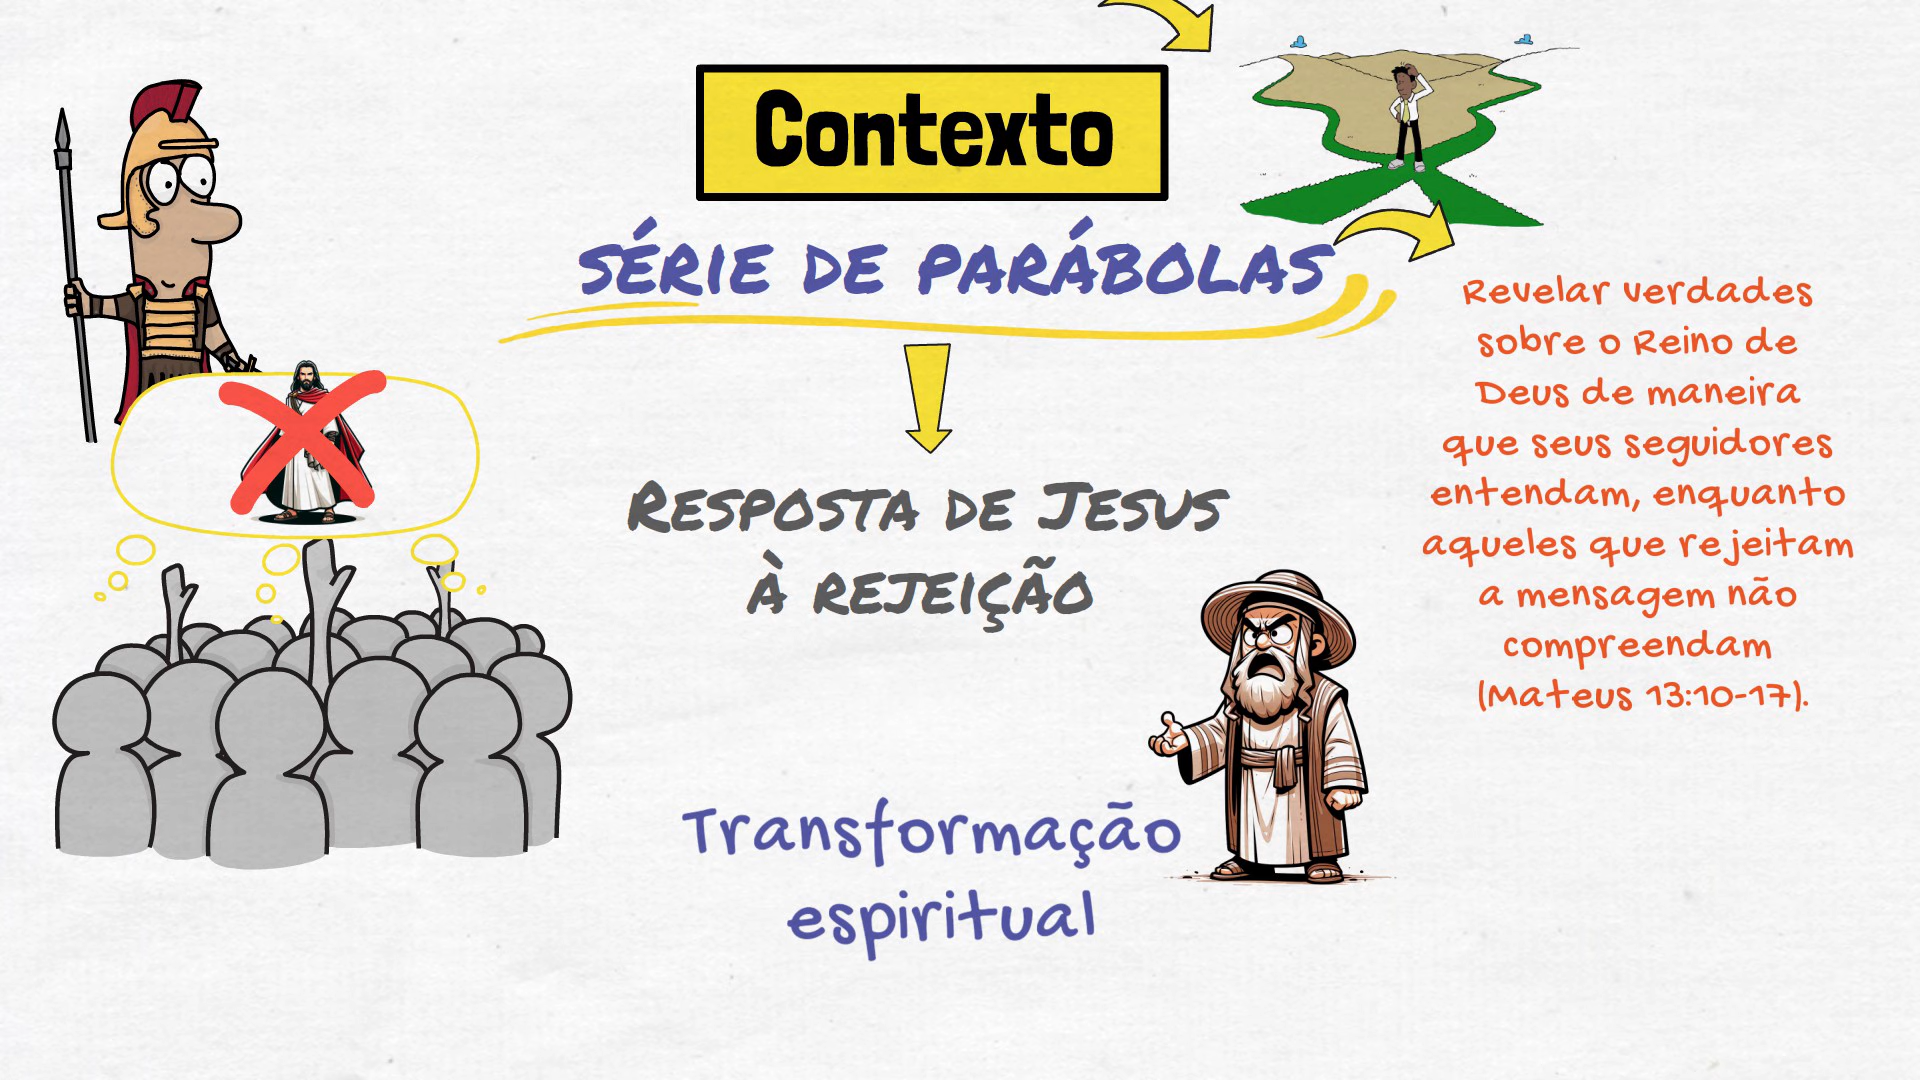 Contexto
SÉRIE DE PARÁBOLAS
RESPOSTA DE JESUS
À REJEIÇÃO
Transformação
espiritual
Revelar verdades
sobre o Reino de
Deus de maneira
que seus seguidores
entendam, enquanto
aqueles que rejeitam
a mensagem não
compreendam
(Mateus 13:10-17).